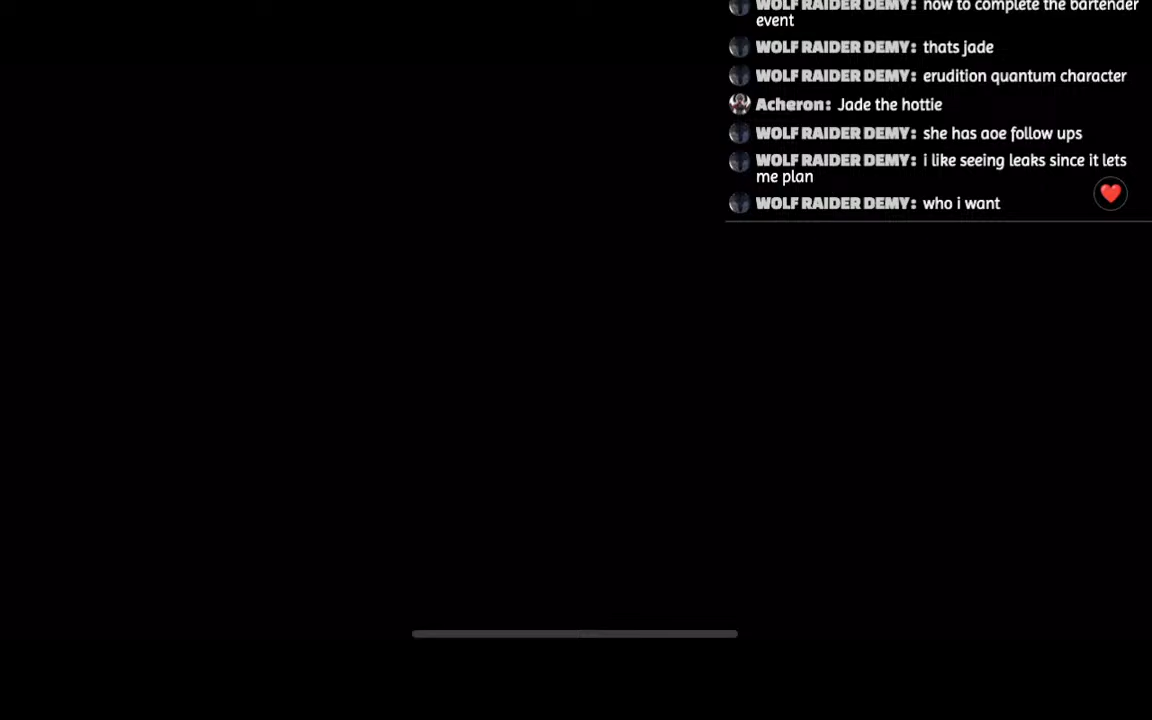 WOLF RAIDER DEMY: now to complete the bartender
event
WOLF RAIDER DEMY: thats jade
WOLF RAIDER DEMY: erudition quantum character
Acheron: Jade the hottie
WOLF RAIDER DEMY: she has aoe follow ups
WOLF RAIDER DEMY: i like seeing leaks since it lets
me plan
WOLF RAIDER DEMY: who i want